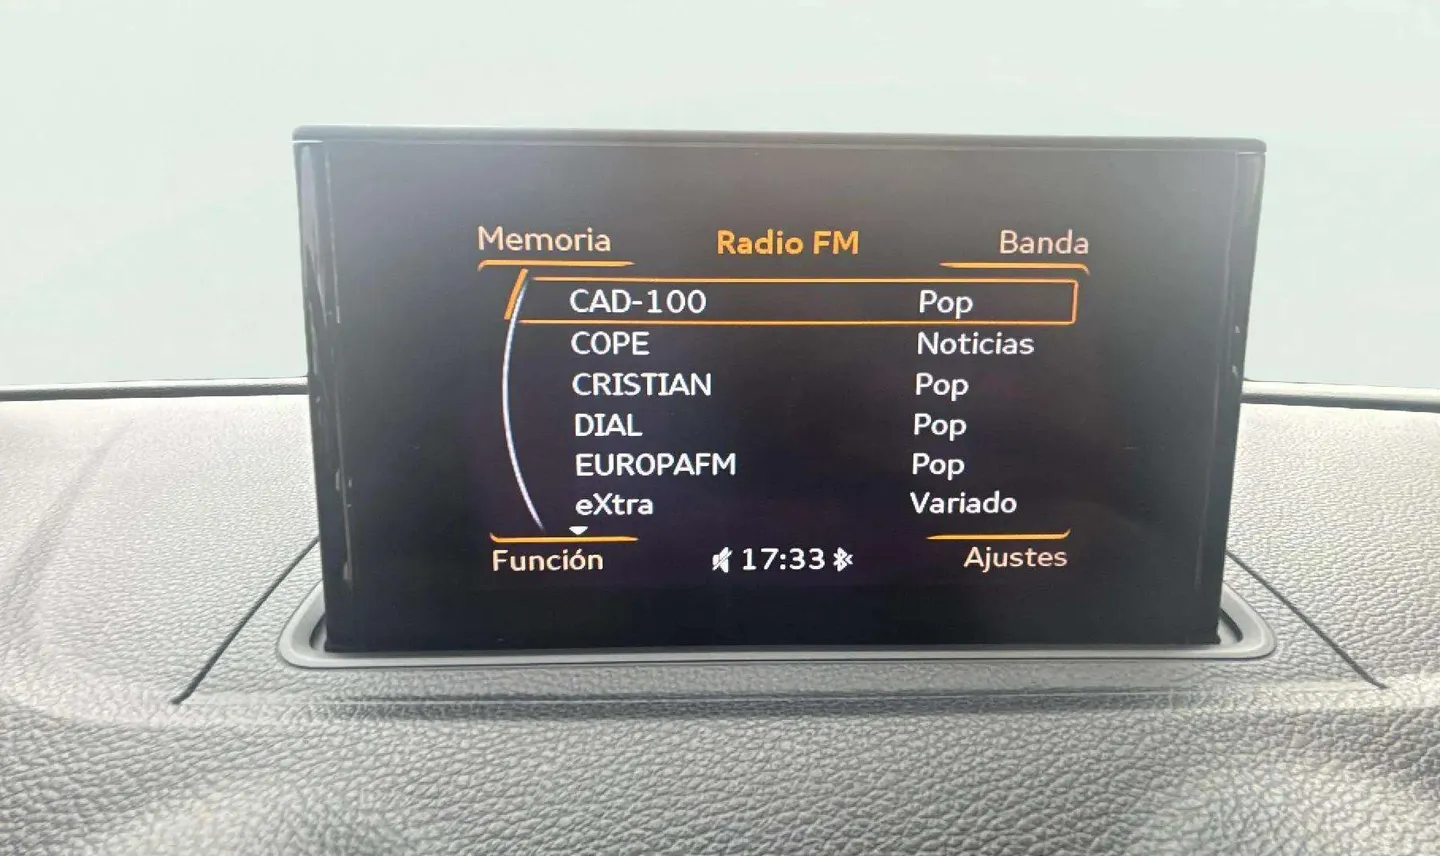 Memoria Radio FM Banda
CAD-100 Pop
COPE Noticias
CRISTIAN Pop
DIAL Pop
EUROPAFM Pop
eXtra Variado
Función 17:33 Ajustes